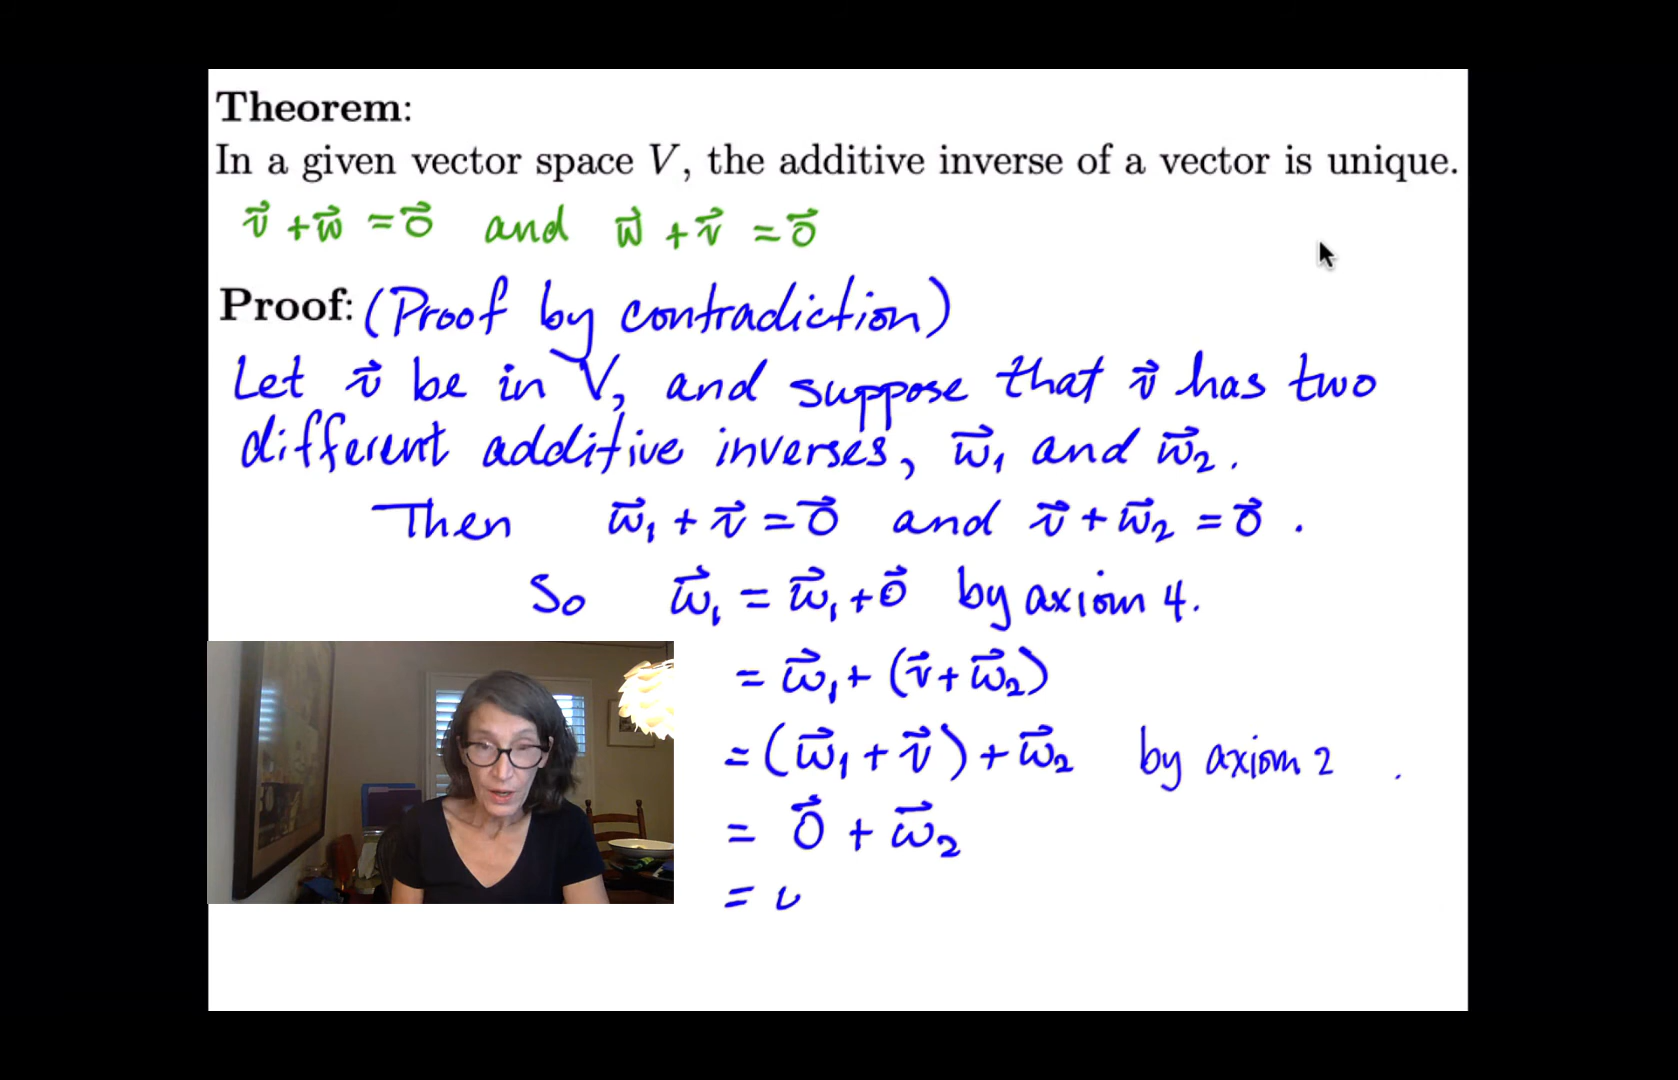 Theorem:
In a given vector space V, the additive inverse of a vector is unique.
v⃗ + w⃗ = 0⃗ and w⃗ + v⃗ = 0⃗
Proof: (Proof by contradiction)
Let v⃗ be in V, and suppose that v⃗ has two
different additive inverses, w⃗₁ and w⃗₂.
Then w⃗₁ + v⃗ = 0⃗ and v⃗ + w⃗₂ = 0⃗.
So w⃗₁ = w⃗₁ + 0⃗ by axiom 4.
= w⃗₁ + (v⃗ + w⃗₂)
= (w⃗₁ + v⃗) + w⃗₂ by axiom 2 .
= 0⃗ + w⃗₂
=